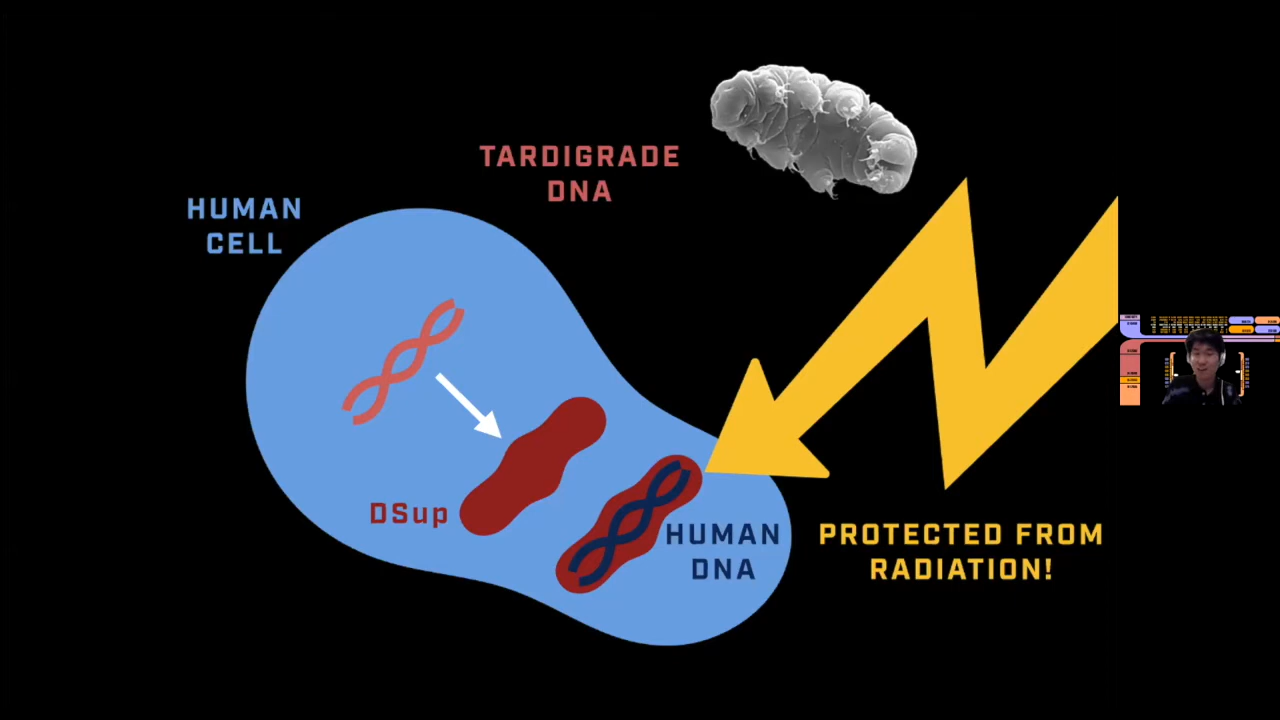 TARDIGRADE
DNA
HUMAN
CELL
DSup
HUMAN
DNA
PROTECTED FROM
RADIATION!